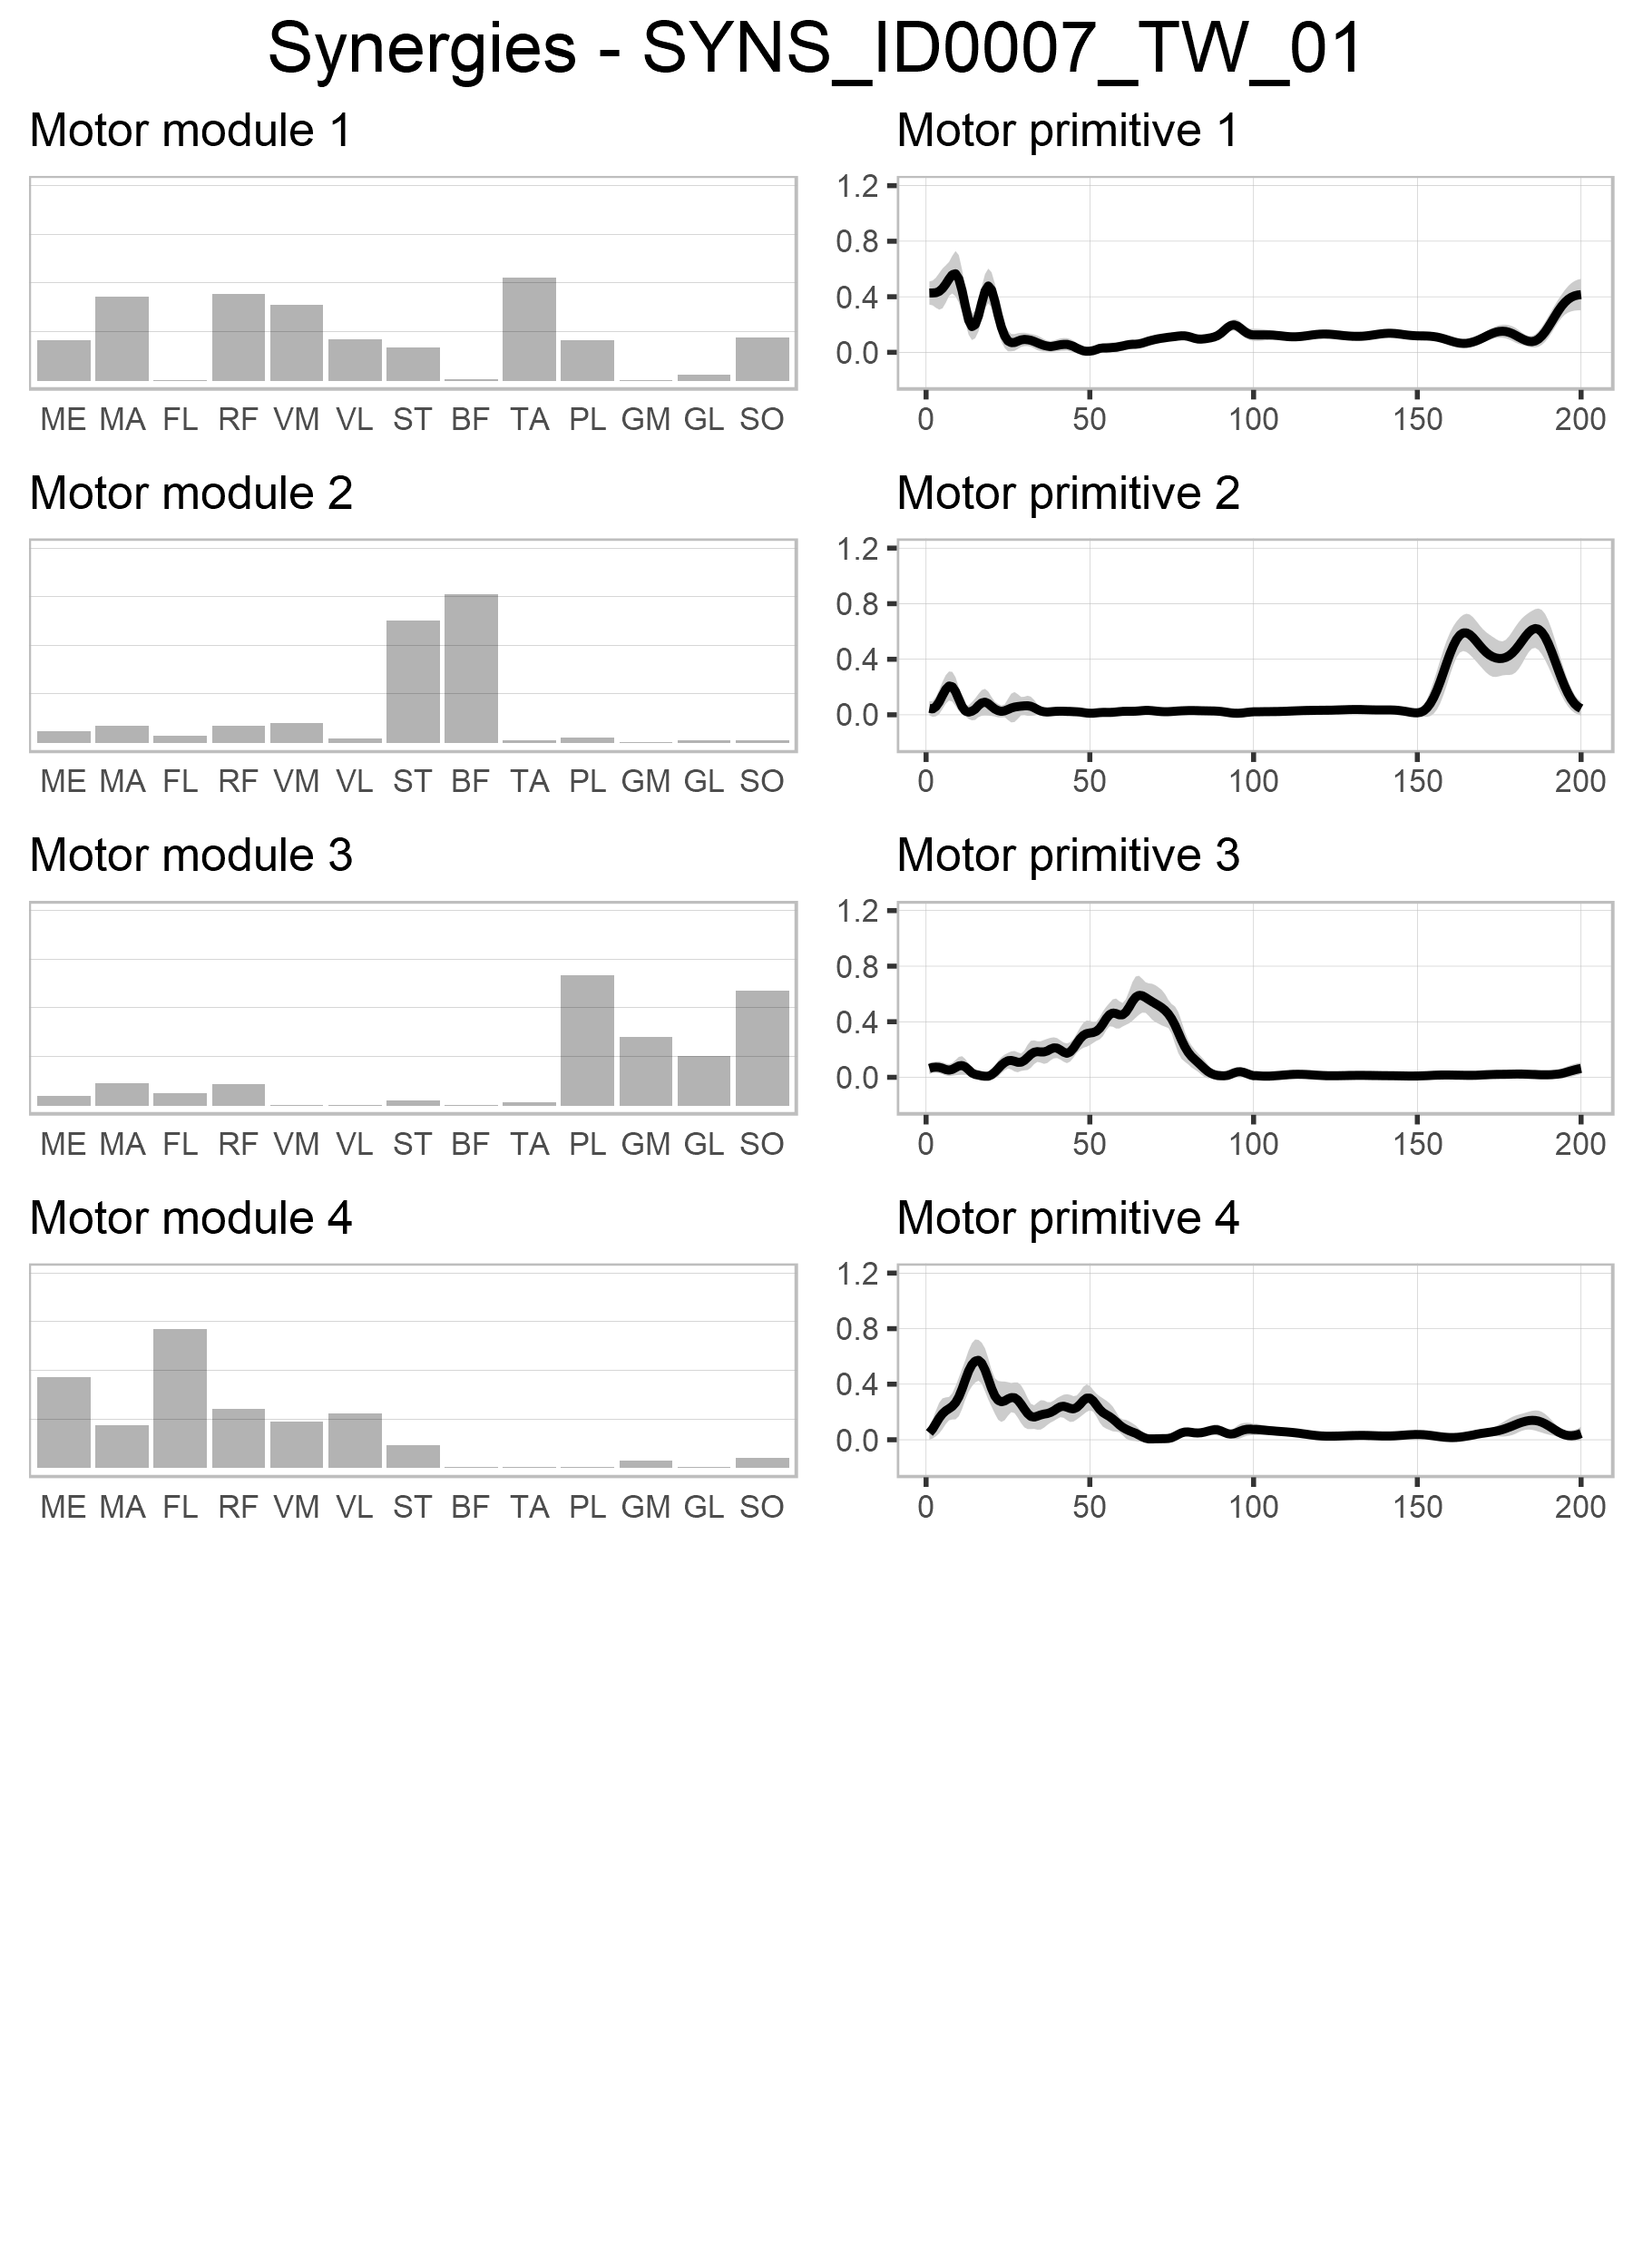 Synergies - SYNS_ID0007_TW_01
Motor module 1
Motor primitive 1
1.2
0.8
0.4
0.0
ME MA FL RF VM VL ST BF TA PL GM GL SO
0 50 100 150 200
Motor module 2
Motor primitive 2
1.2
0.8
0.4
0.0
ME MA FL RF VM VL ST BF TA PL GM GL SO
0 50 100 150 200
Motor module 3
Motor primitive 3
1.2
0.8
0.4
0.0
ME MA FL RF VM VL ST BF TA PL GM GL SO
0 50 100 150 200
Motor module 4
Motor primitive 4
1.2
0.8
0.4
0.0
ME MA FL RF VM VL ST BF TA PL GM GL SO
0 50 100 150 200